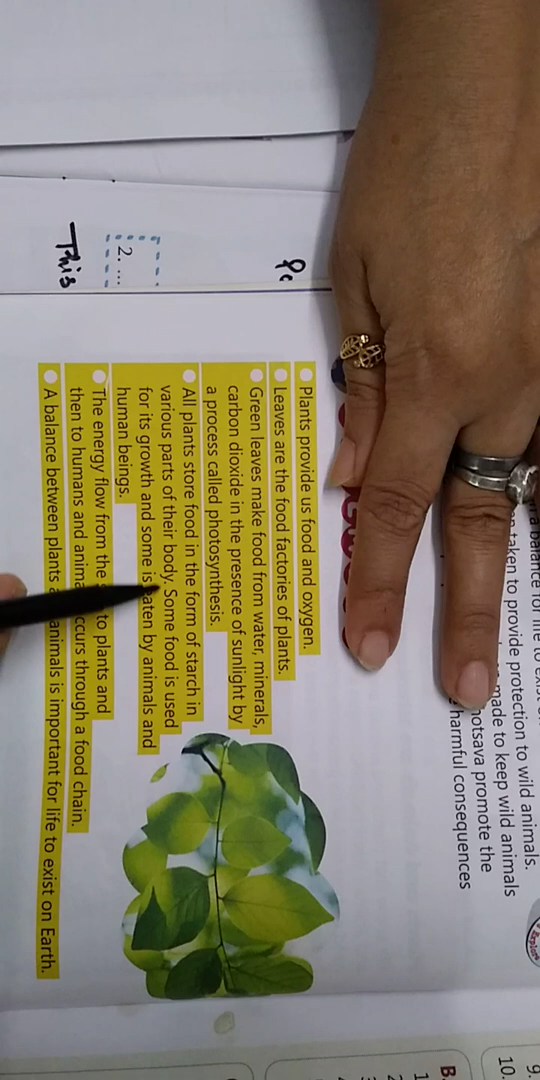 a balance for life to
taken to provide protection to wild animals.
made to keep wild animals
otsava promote the
harmful consequences
Plants provide us food and oxygen.
Leaves are the food factories of plants.
Green leaves make food from water, minerals,
carbon dioxide in the presence of sunlight by
a process called photosynthesis.
All plants store food in the form of starch in
various parts of their body. Some food is used
for its growth and some is eaten by animals and
human beings.
The energy flow from the to plants and
then to humans and occurs through a food chain.
A balance between plants animals is important for life to exist on Earth.
2. ...
This
9.
10.
B
1
2
3